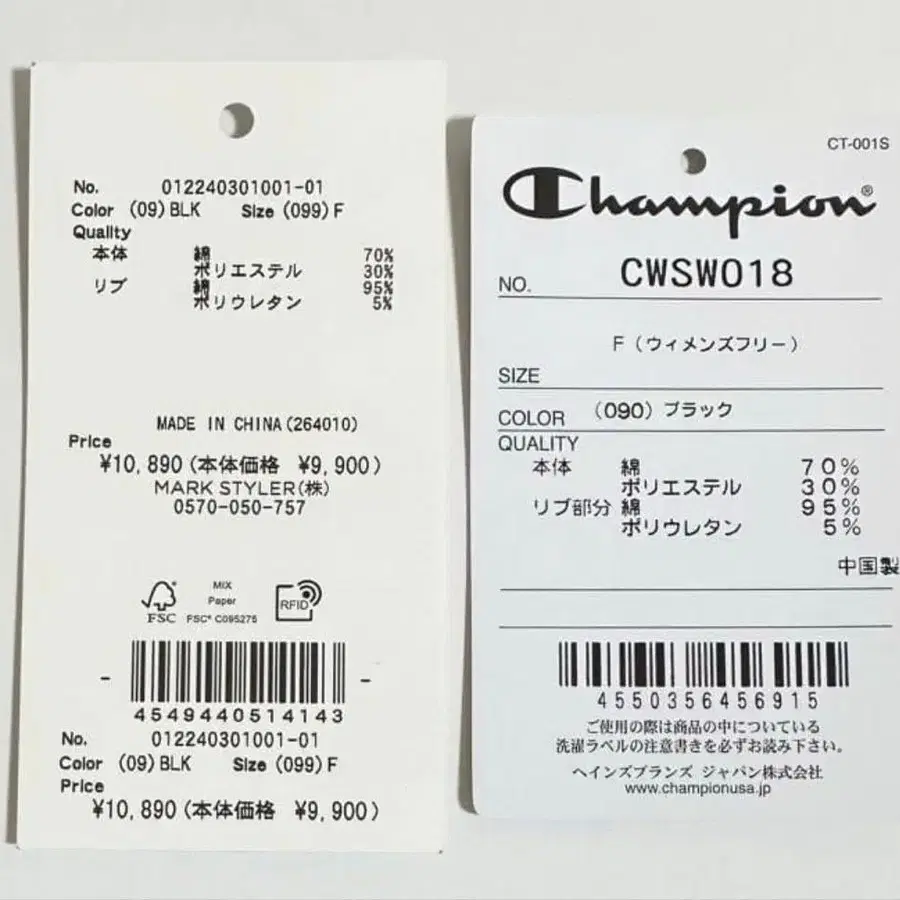 No. 012240301001-01
Color (09)BLK Size (099)F
Quality
本体 綿 70%
ポリエステル 30%
リブ 綿 95%
ポリウレタン 5%
MADE IN CHINA(264010)
Price
¥10,890(本体価格 ¥9,900)
MARK STYLER(株)
0570-050-757
FSC
MIX
Paper
FSC® C095275
RFID
4549440514143
No. 012240301001-01
Color (09)BLK Size (099)F
Price
¥10,890(本体価格 ¥9,900)
CT-001S
Champion®
NO. CWSW018
F(ウィメンズフリー)
SIZE
COLOR (090) ブラック
QUALITY
本体 綿 70%
ポリエステル 30%
リブ部分 綿 95%
ポリウレタン 5%
中国製
4550356456915
ご使用の際は商品の中についている
洗濯ラベルの注意書きを必ずお読み下さい。
ヘインズブランズ ジャパン株式会社
www.championusa.jp